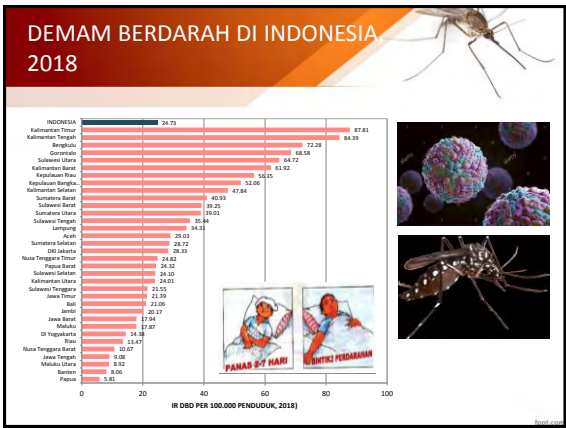 DEMAM BERDARAH DI INDONESIA,
2018
INDONESIA 24.73
Kalimantan Timur 87.81
Kalimantan Tengah 84.39
Bengkulu 72.28
Gorontalo 68.58
Sulawesi Utara 64.72
Kalimantan Barat 61.92
Kepulauan Riau 56.35
Kepulauan Bangka... 52.06
Kalimantan Selatan 47.84
Sumatera Barat 40.93
Sulawesi Barat 39.25
Sumatera Utara 39.01
Sulawesi Tengah 35.44
Lampung 34.31
Aceh 29.03
Sumatera Selatan 28.72
DKI Jakarta 28.33
Nusa Tenggara Timur 24.82
Papua Barat 24.32
Sulawesi Selatan 24.10
Kalimantan Utara 24.01
Sulawesi Tenggara 21.55
Jawa Timur 21.39
Bali 21.06
Jambi 20.17
Jawa Barat 17.94
Maluku 17.87
DI Yogyakarta 14.38
Riau 13.47
Nusa Tenggara Barat 10.67
Jawa Tengah 9.08
Maluku Utara 8.92
Banten 8.06
Papua 5.81
0 20 40 60 80 100
IR DBD PER 100.000 PENDUDUK, 2018)
PANAS 2-7 HARI
BINTIK2 PERDARAHAN
fppt.com